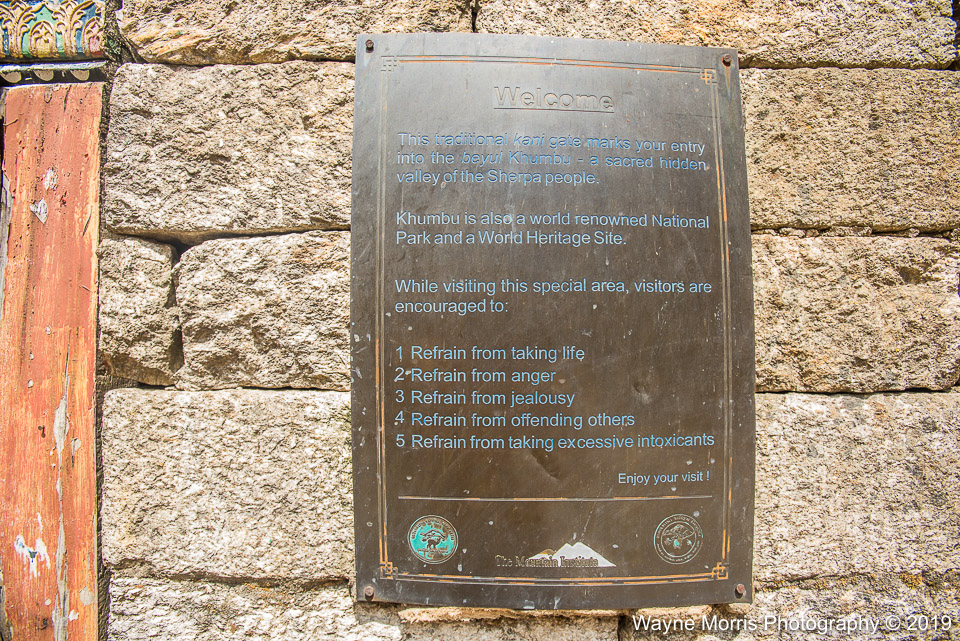 Welcome
This traditional kani gate marks your entry
into the beyul Khumbu - a sacred hidden
valley of the Sherpa people.
Khumbu is also a world renowned National
Park and a World Heritage Site.
While visiting this special area, visitors are
encouraged to:
1 Refrain from taking life
2 Refrain from anger
3 Refrain from jealousy
4 Refrain from offending others
5 Refrain from taking excessive intoxicants
Enjoy your visit !
The Mountain Institute
Wayne Morris Photography © 2019